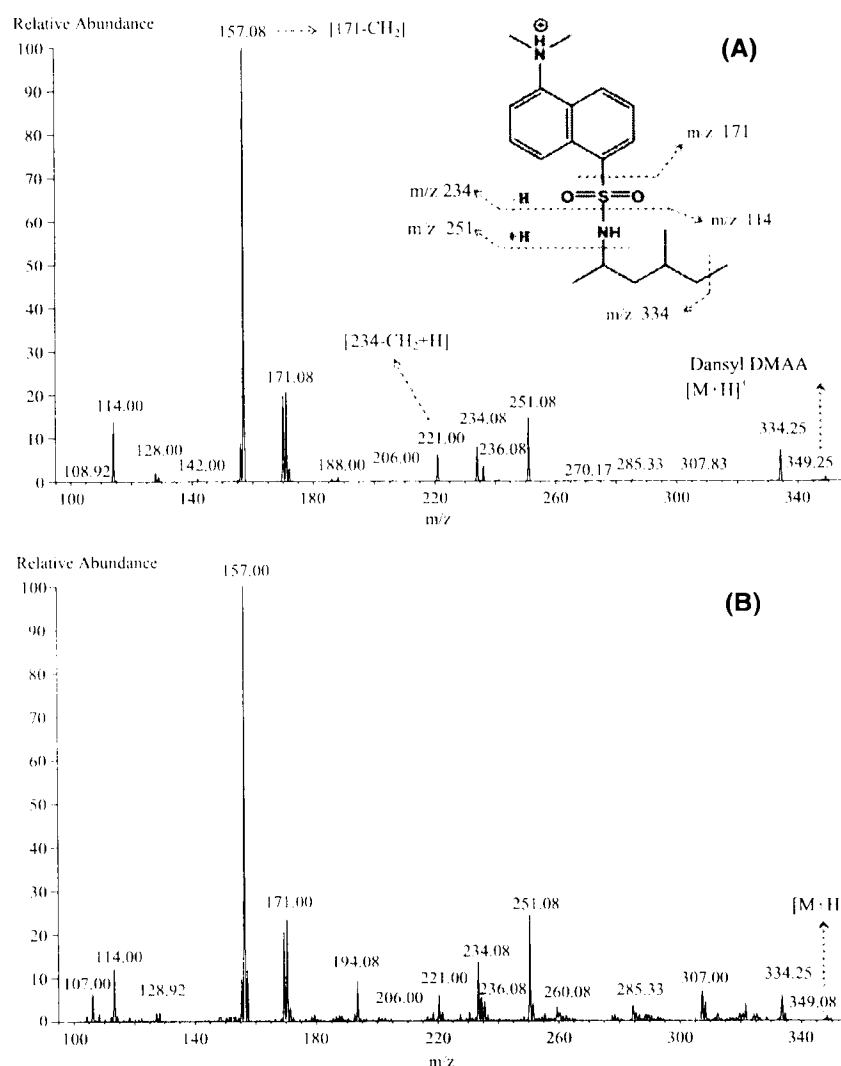 Relative Abundance
157.08 [171-CH2]
(A)
100
90
80
70
60
50
40
30
20
10
0
H
N
m/z 171
m/z 234
H
O=S=O
m/z 114
m/z 251
+H
NH
m/z 334
[234-CH2+H]
Dansyl DMAA
[M+H]+
108.92
114.00
128.00
142.00
171.08
188.00
206.00
221.00
234.08
236.08
251.08
270.17
285.33
307.83
334.25
349.25
100 140 180 220 260 300 340
m/z
Relative Abundance
157.00
(B)
100
90
80
70
60
50
40
30
20
10
0
[M+H
107.00
114.00
128.92
171.00
194.08
206.00
221.00
234.08
236.08
251.08
260.08
285.33
307.00
334.25
349.08
100 140 180 220 260 300 340
m/z